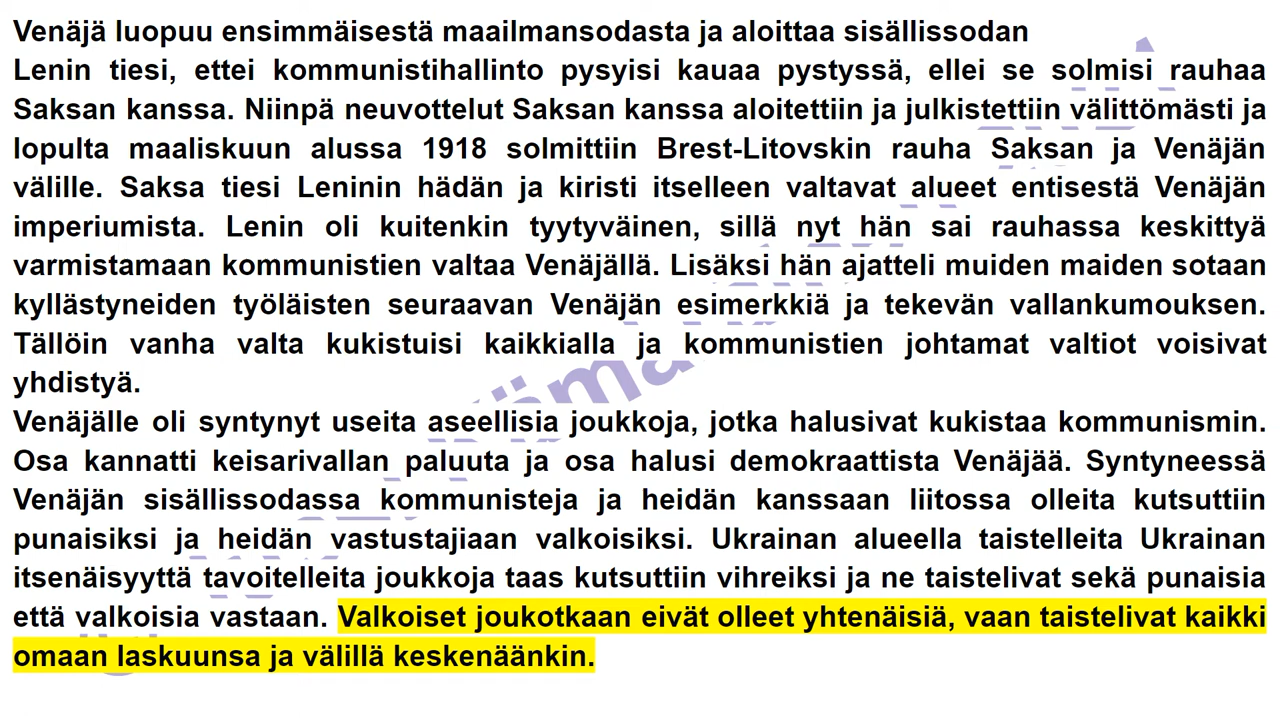 Venäjä luopuu ensimmäisestä maailmansodasta ja aloittaa sisällissodan
Lenin tiesi, ettei kommunistihallinto pysyisi kauaa pystyssä, ellei se solmisi rauhaa
Saksan kanssa. Niinpä neuvottelut Saksan kanssa aloitettiin ja julkistettiin välittömästi ja
lopulta maaliskuun alussa 1918 solmittiin Brest-Litovskin rauha Saksan ja Venäjän
välille. Saksa tiesi Leninin hädän ja kiristi itselleen valtavat alueet entisestä Venäjän
imperiumista. Lenin oli kuitenkin tyytyväinen, sillä nyt hän sai rauhassa keskittyä
varmistamaan kommunistien valtaa Venäjällä. Lisäksi hän ajatteli muiden maiden sotaan
kyllästyneiden työläisten seuraavan Venäjän esimerkkiä ja tekevän vallankumouksen.
Tällöin vanha valta kukistuisi kaikkialla ja kommunistien johtamat valtiot voisivat
yhdistyä.
Venäjälle oli syntynyt useita aseellisia joukkoja, jotka halusivat kukistaa kommunismin.
Osa kannatti keisarivallan paluuta ja osa halusi demokraattista Venäjää. Syntyneessä
Venäjän sisällissodassa kommunisteja ja heidän kanssaan liitossa olleita kutsuttiin
punaisiksi ja heidän vastustajiaan valkoisiksi. Ukrainan alueella taistelleita Ukrainan
itsenäisyyttä tavoitelleita joukkoja taas kutsuttiin vihreiksi ja ne taistelivat sekä punaisia
että valkoisia vastaan. Valkoiset joukotkaan eivät olleet yhtenäisiä, vaan taistelivat kaikki
omaan laskuunsa ja välillä keskenäänkin.